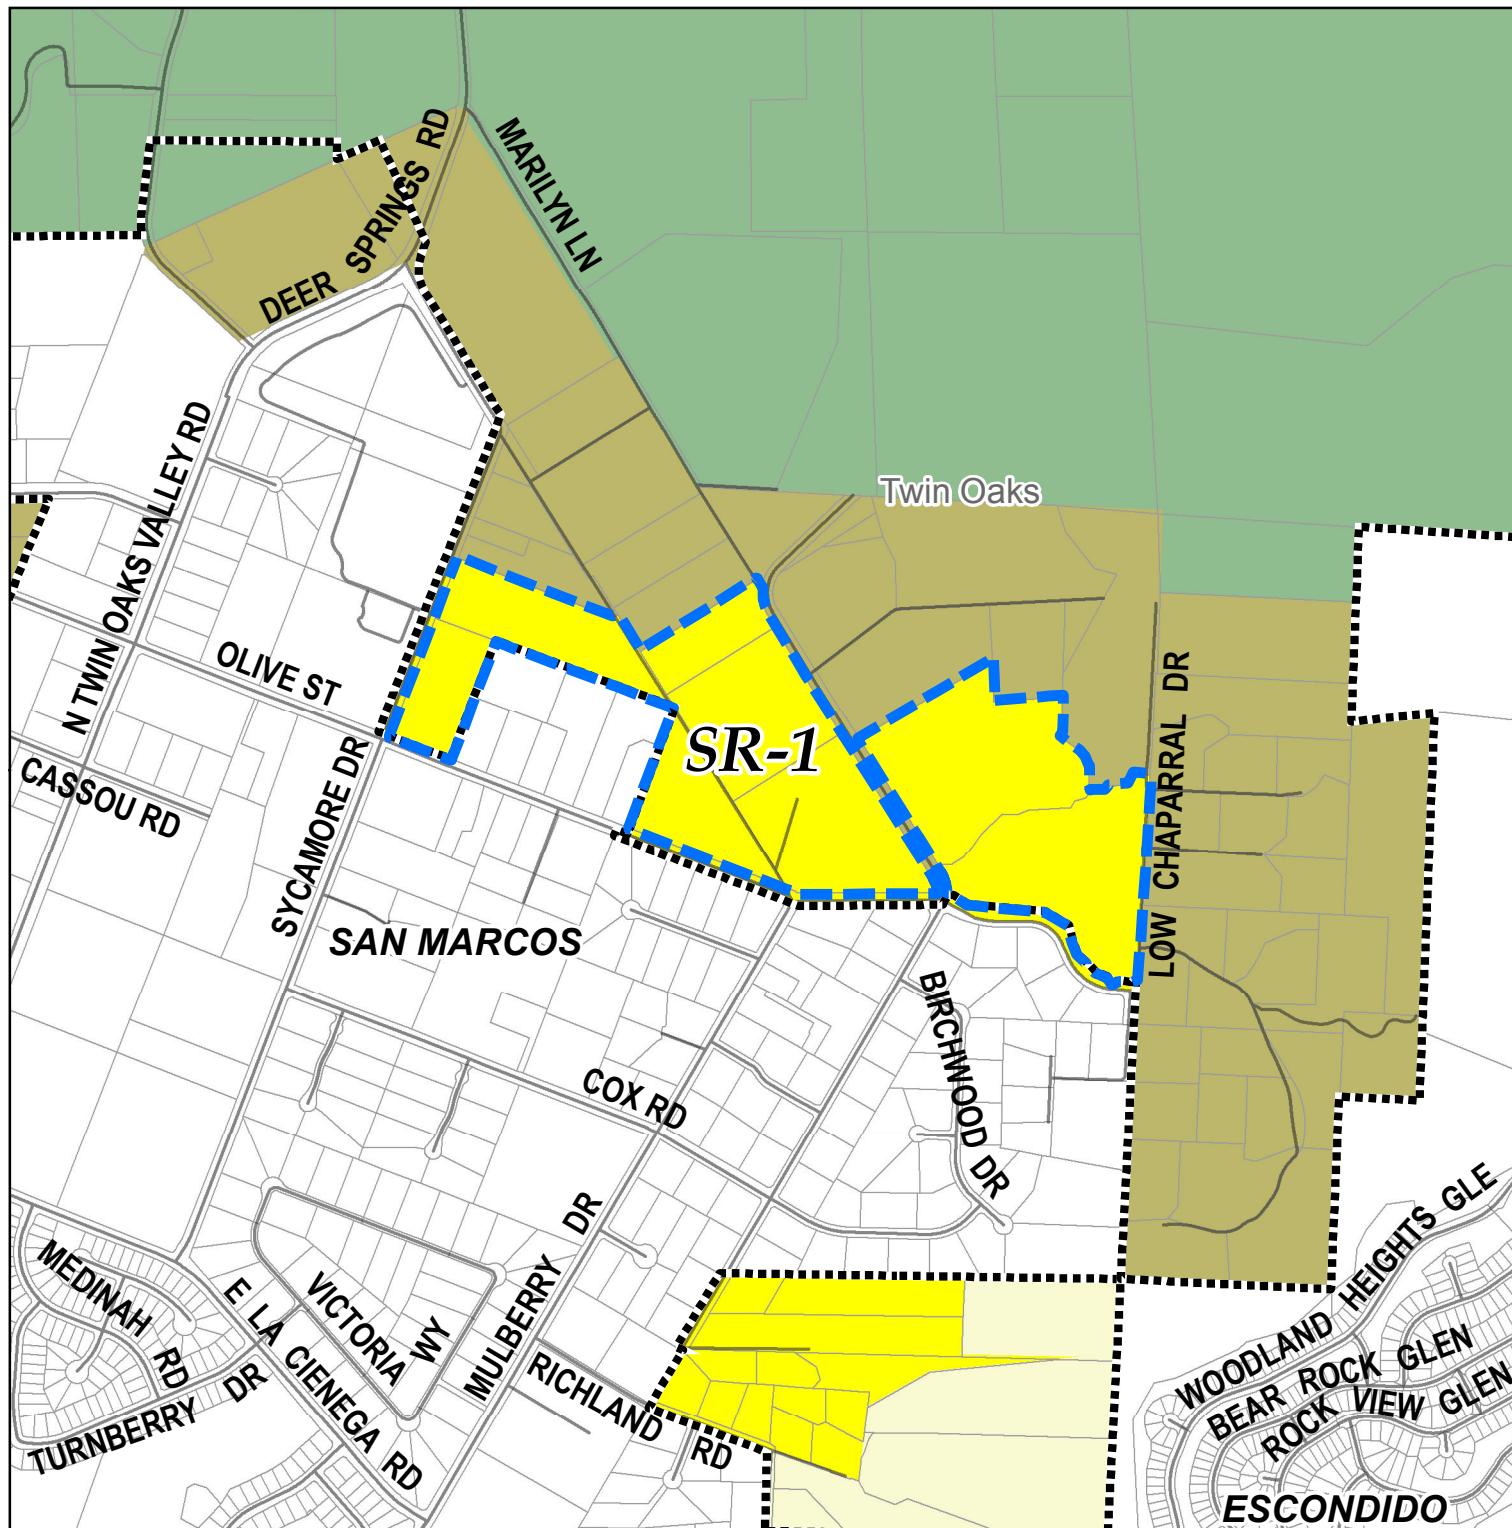 MARILYN LN
DEER SPRINGS RD
N TWIN OAKS VALLEY RD
Twin Oaks
OLIVE ST
CASSOU RD
SYCAMORE DR
SR-1
LOW CHAPARRAL DR
SAN MARCOS
BIRCHWOOD DR
COX RD
MULBERRY DR
MEDINAH RD
VICTORIA WY
E LA CIENEGA RD
TURNBERRY DR
RICHLAND RD
WOODLAND HEIGHTS GLE
BEAR ROCK GLEN
ROCK VIEW GLEN
ESCONDIDO